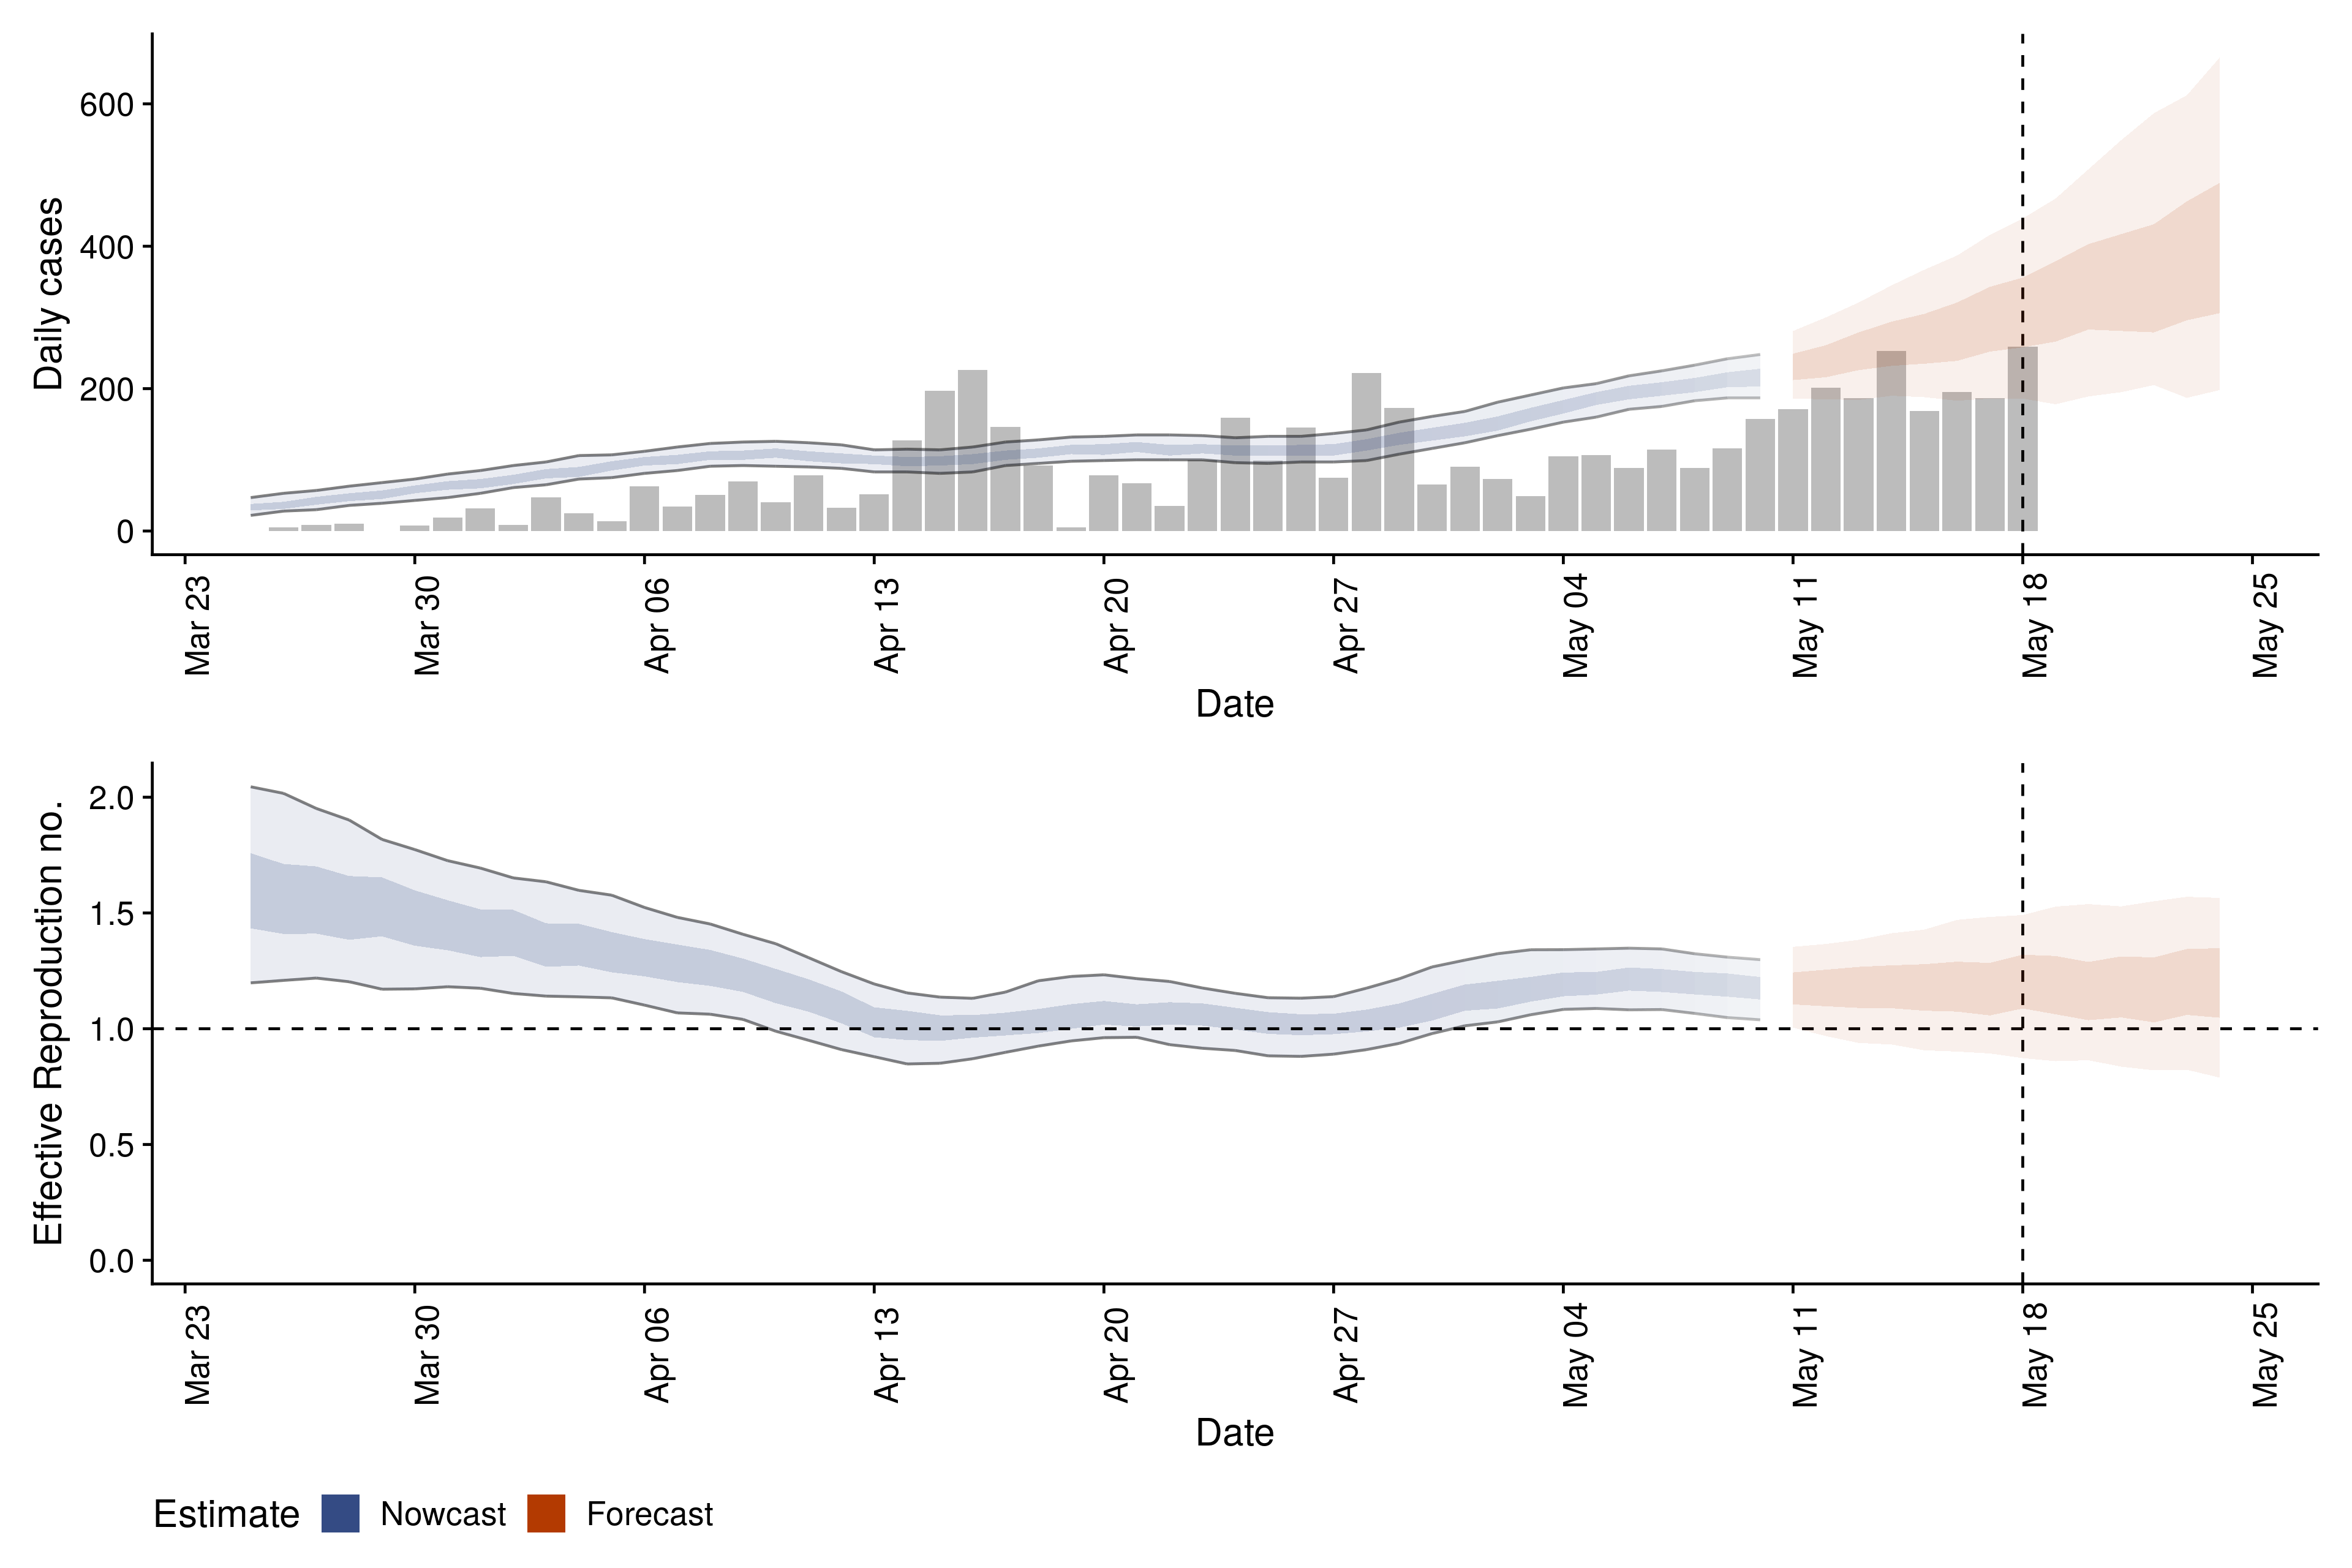 Daily cases
600
400
200
0
Mar 23 Mar 30 Apr 06 Apr 13 Apr 20 Apr 27 May 04 May 11 May 18 May 25
Date
Effective Reproduction no.
2.0
1.5
1.0
0.5
0.0
Mar 23 Mar 30 Apr 06 Apr 13 Apr 20 Apr 27 May 04 May 11 May 18 May 25
Date
Estimate Nowcast Forecast